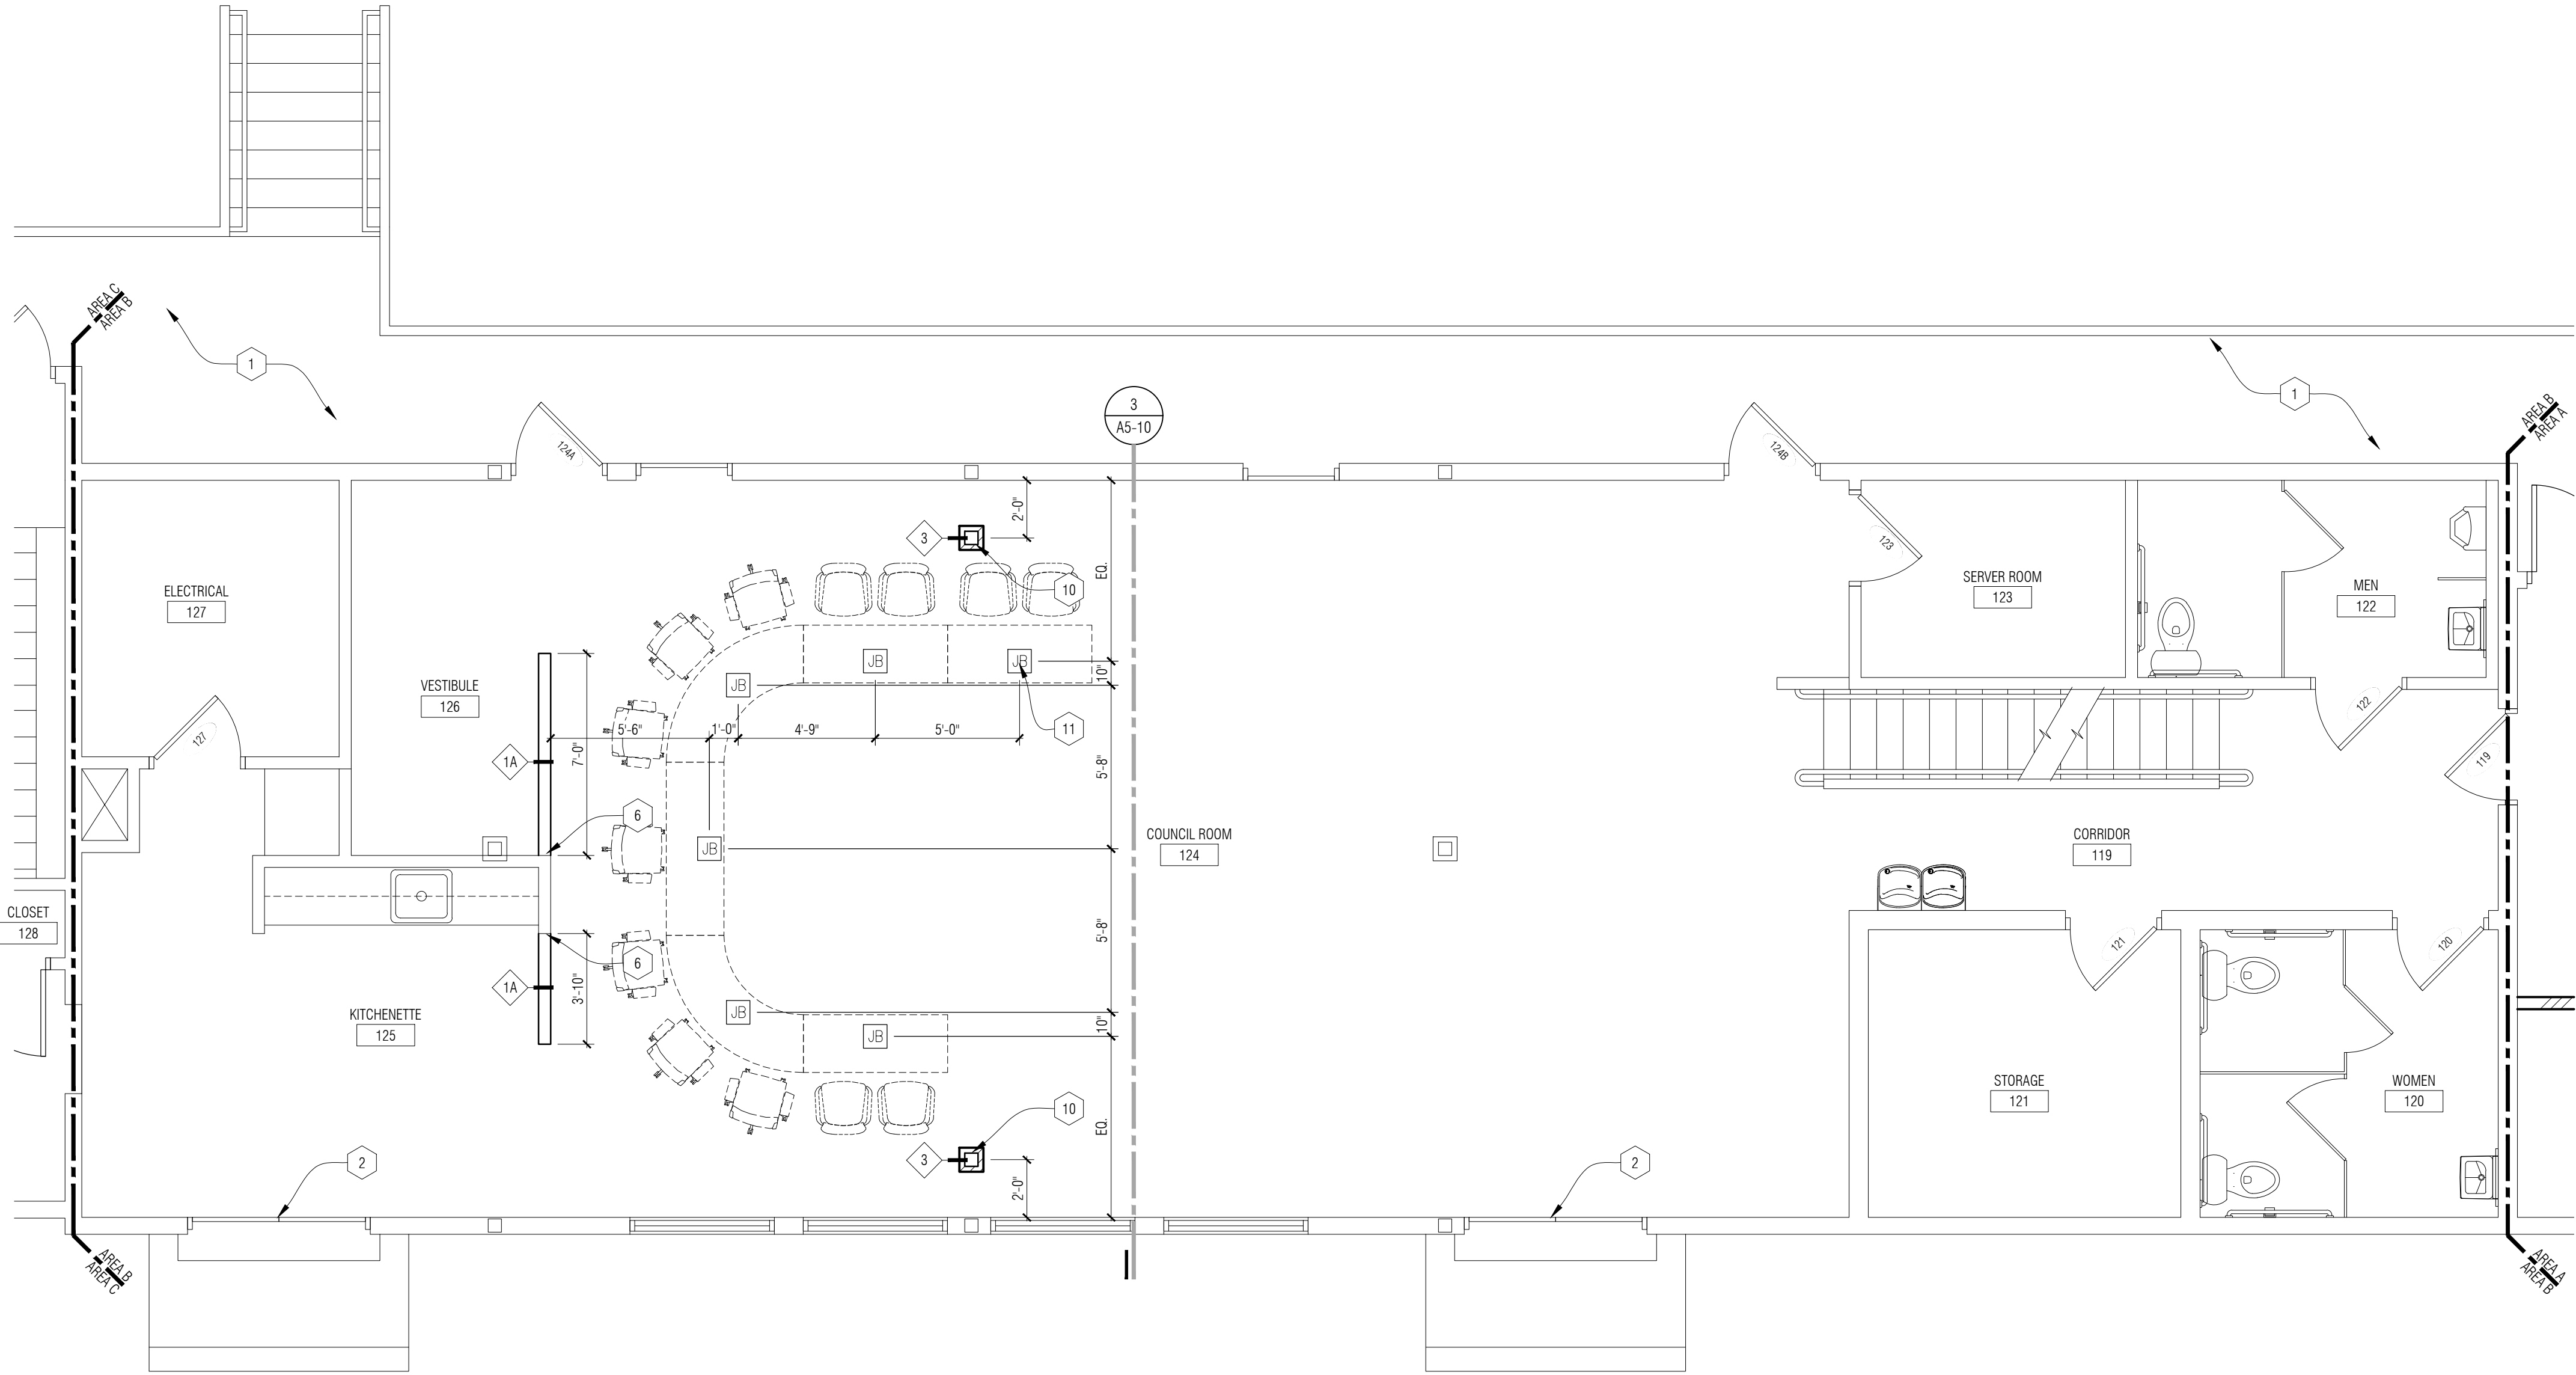 AREA C
AREA B
1
3
A5-10
1
AREA B
AREA A
124A
124B
2'-0"
3
10
EQ.
123
ELECTRICAL
127
SERVER ROOM
123
MEN
122
VESTIBULE
126
JB
JB
JB
10"
127
5'-6"
1'-0"
4'-9"
5'-0"
11
122
1A
7'-0"
5'-8"
119
6
JB
COUNCIL ROOM
124
CORRIDOR
119
CLOSET
128
5'-8"
121
120
6
1A
3'-10"
KITCHENETTE
125
JB
JB
10"
STORAGE
121
WOMEN
120
10
EQ.
2
3
2
2'-0"
AREA B
AREA C
AREA A
AREA B